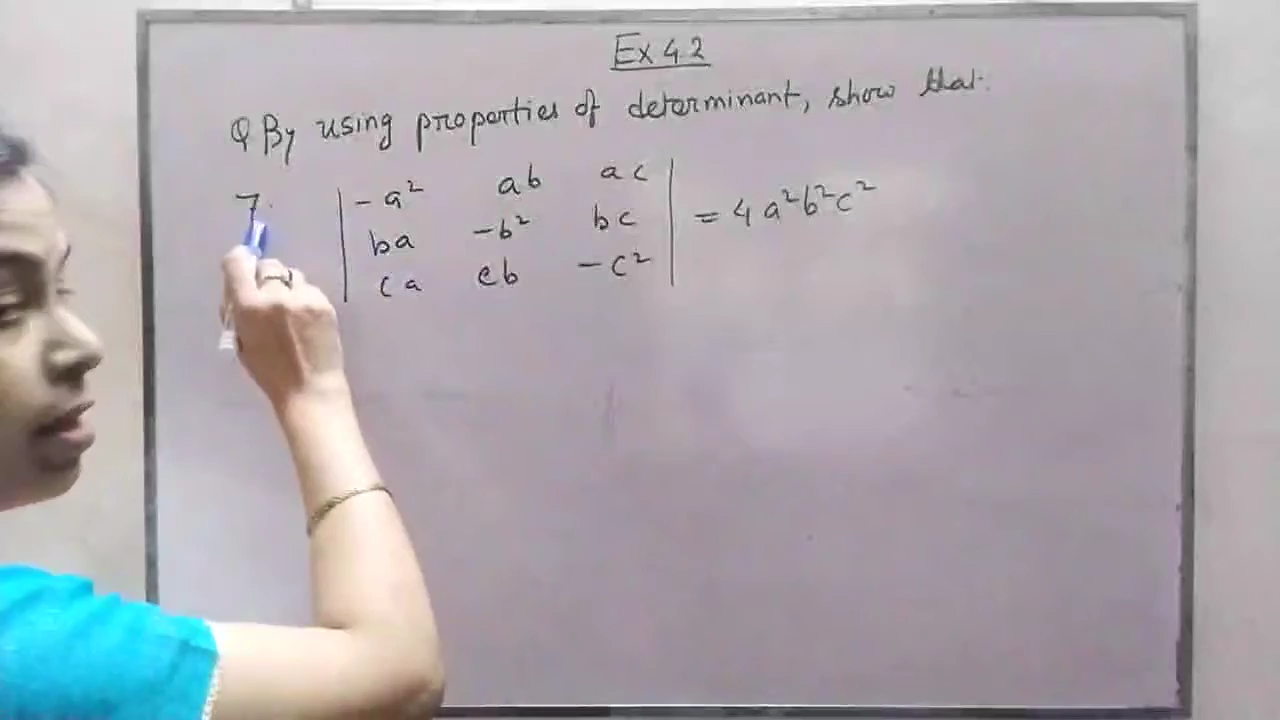 Ex 4.2
Q By using properties of determinant, show that:
7. | -a² ab ac |
| ba -b² bc | = 4a²b²c²
| ca cb -c² |